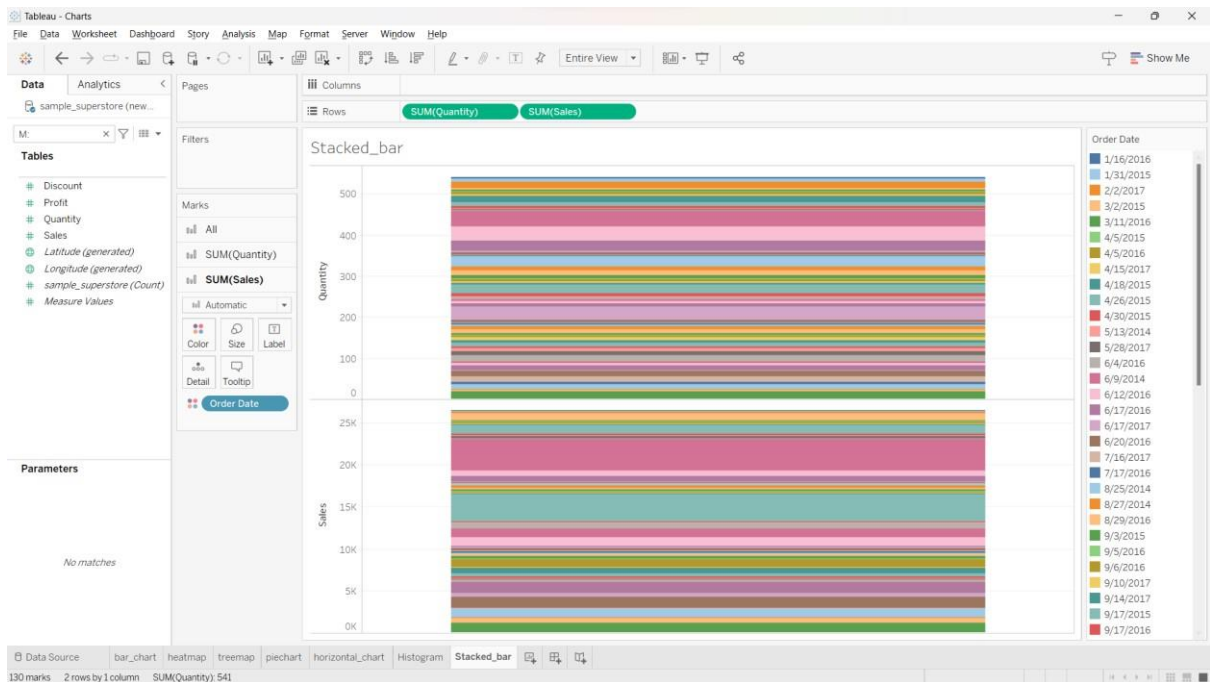 Tableau - Charts
File Data Worksheet Dashboard Story Analysis Map Format Server Window Help
Entire View
Show Me
Data Analytics
sample_superstore (new...
M:
Tables
Discount
Profit
Quantity
Sales
Latitude (generated)
Longitude (generated)
sample_superstore (Count)
Measure Values
Parameters
No matches
Pages
Filters
Marks
All
SUM(Quantity)
SUM(Sales)
Automatic
Color Size Label
Detail Tooltip
Order Date
Columns
Rows SUM(Quantity) SUM(Sales)
Stacked_bar
Quantity
500
400
300
200
100
0
Sales
25K
20K
15K
10K
5K
0K
Order Date
1/16/2016
1/31/2015
2/2/2017
3/2/2015
3/11/2016
4/5/2015
4/5/2016
4/15/2017
4/18/2015
4/26/2015
4/30/2015
5/13/2014
5/28/2017
6/4/2016
6/9/2014
6/12/2016
6/17/2016
6/17/2017
6/20/2016
7/16/2017
7/17/2016
8/25/2014
8/27/2014
8/29/2016
9/3/2015
9/5/2016
9/6/2016
9/10/2017
9/14/2017
9/17/2015
9/17/2016
Data Source bar_chart heatmap treemap piechart horizontal_chart Histogram Stacked_bar
130 marks 2 rows by 1 column SUM(Quantity): 541